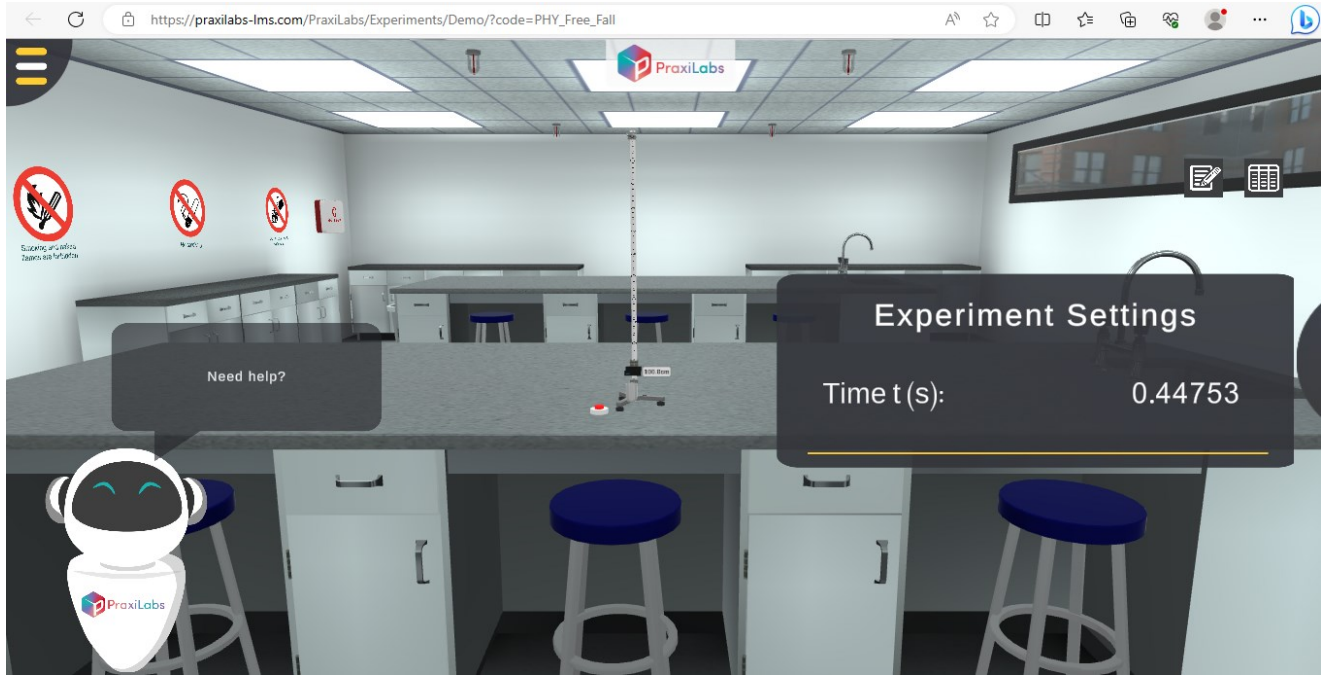 https://praxilabs-lms.com/PraxiLabs/Experiments/Demo/?code=PHY_Free_Fall
PraxiLabs
Experiment Settings
Time t (s): 0.44753
Need help?
PraxiLabs